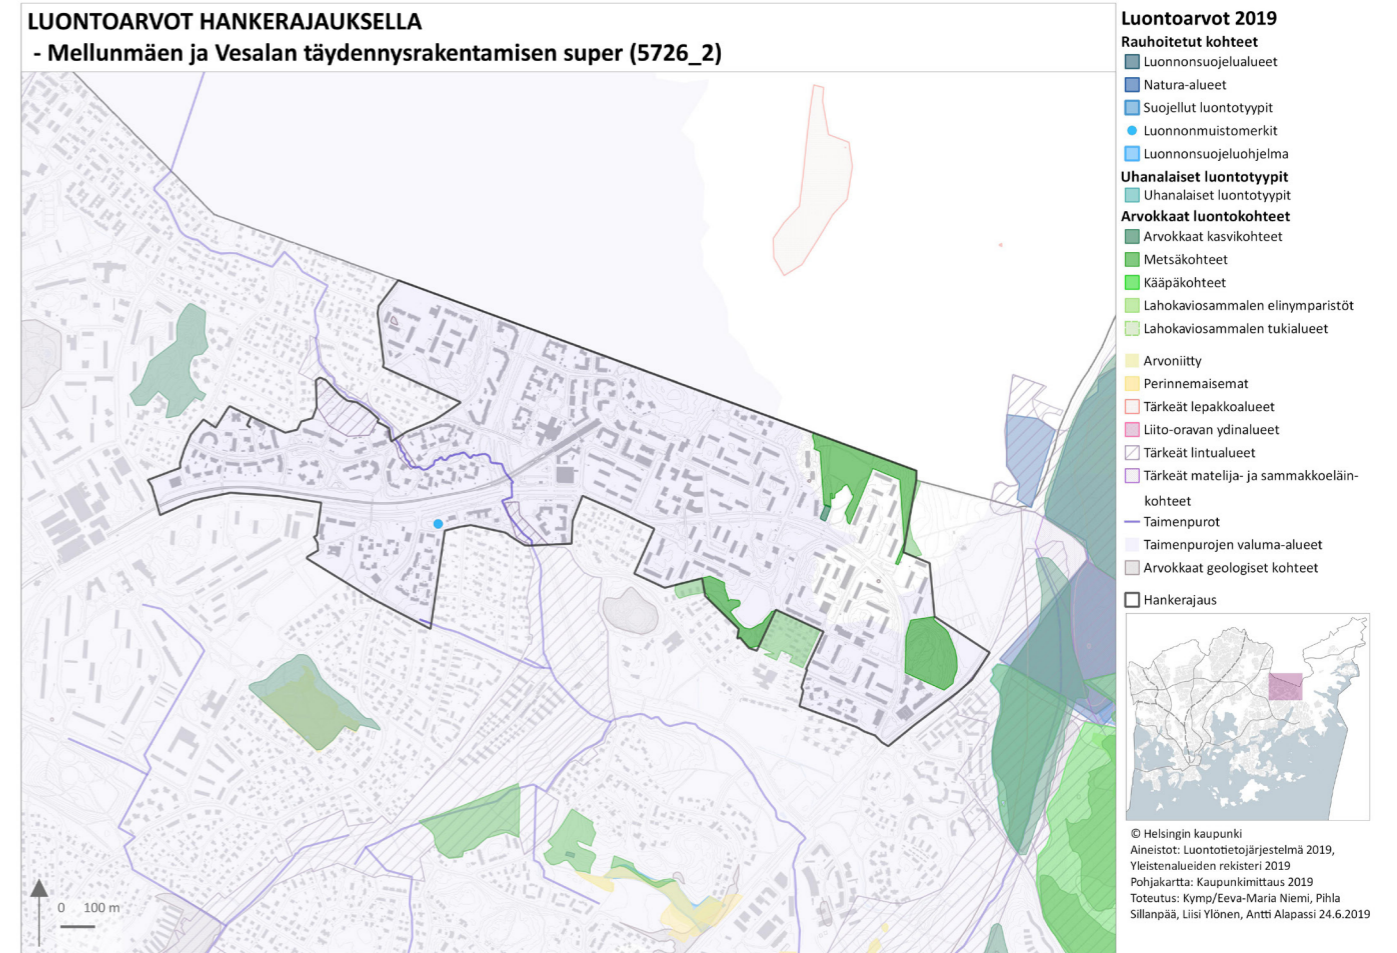 LUONTOARVOT HANKERAJAUKSELLA
- Mellunmäen ja Vesalan täydennysrakentamisen super (5726_2)
Luontoarvot 2019
Rauhoitetut kohteet
Luonnonsuojelualueet
Natura-alueet
Suojellut luontotyypit
Luonnonmuistomerkit
Luonnonsuojeluohjelma
Uhanalaiset luontotyypit
Uhanalaiset luontotyypit
Arvokkaat luontokohteet
Arvokkaat kasvikohteet
Metsäkohteet
Kääpäkohteet
Lahokaviosammalen elinympäristöt
Lahokaviosammalen tukialueet
Arvoniitty
Perinnemaisemat
Tärkeät lepakkoalueet
Liito-oravan ydinalueet
Tärkeät lintualueet
Tärkeät matelija- ja sammakkoeläin-
kohteet
Taimenpurot
Taimenpurojen valuma-alueet
Arvokkaat geologiset kohteet
Hankerajaus
© Helsingin kaupunki
Aineistot: Luontotietojärjestelmä 2019,
Yleistenalueiden rekisteri 2019
Pohjakartta: Kaupunkimittaus 2019
Toteutus: Kymp/Eeva-Maria Niemi, Pihla
Sillanpää, Liisi Ylönen, Antti Alapassi 24.6.2019
0 100 m